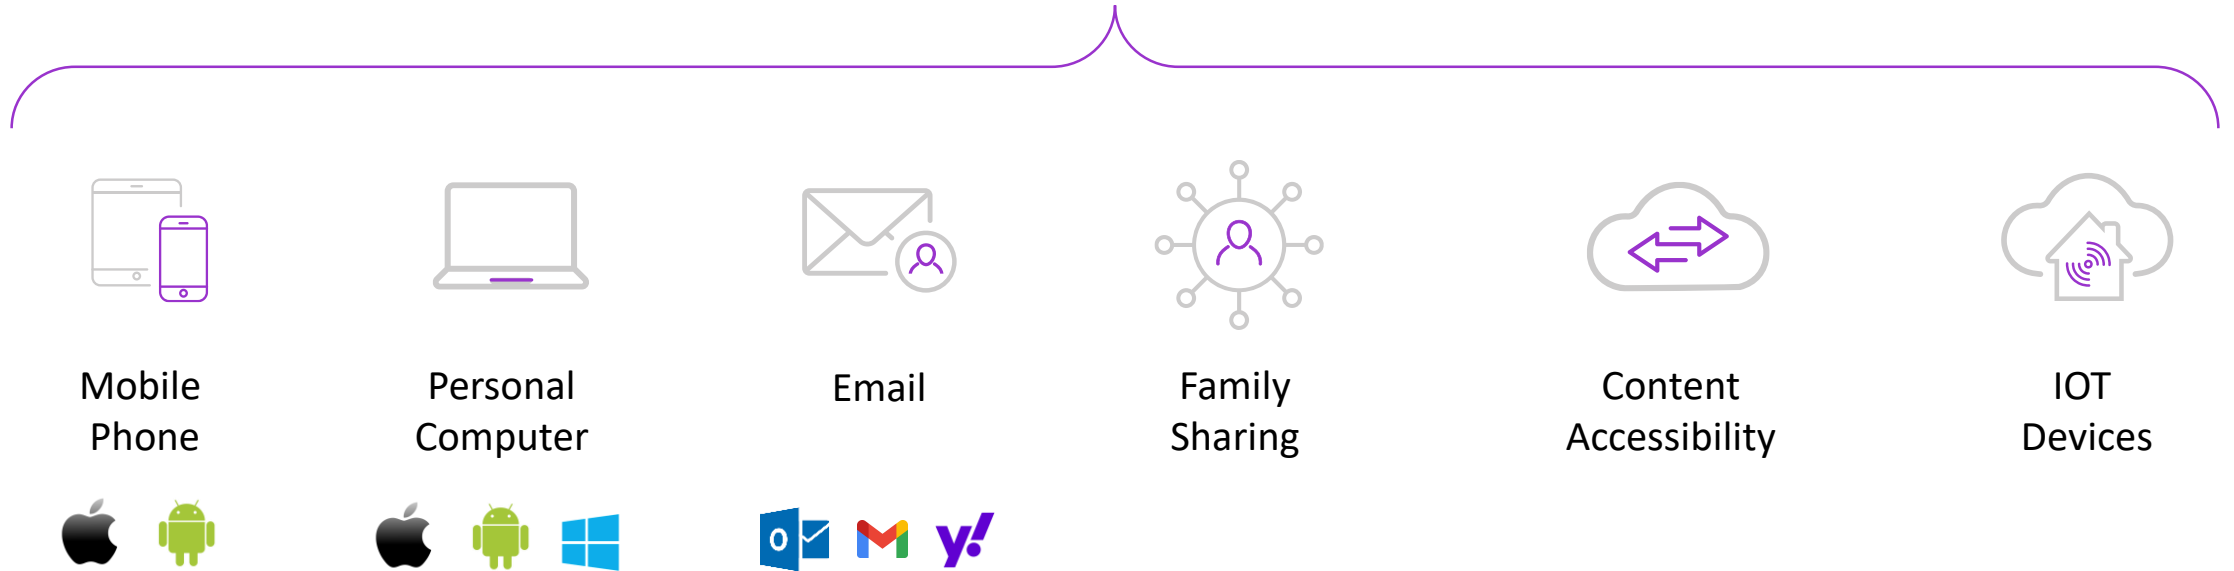 Mobile
Phone
Personal
Computer
Email
Family
Sharing
Content
Accessibility
IOT
Devices